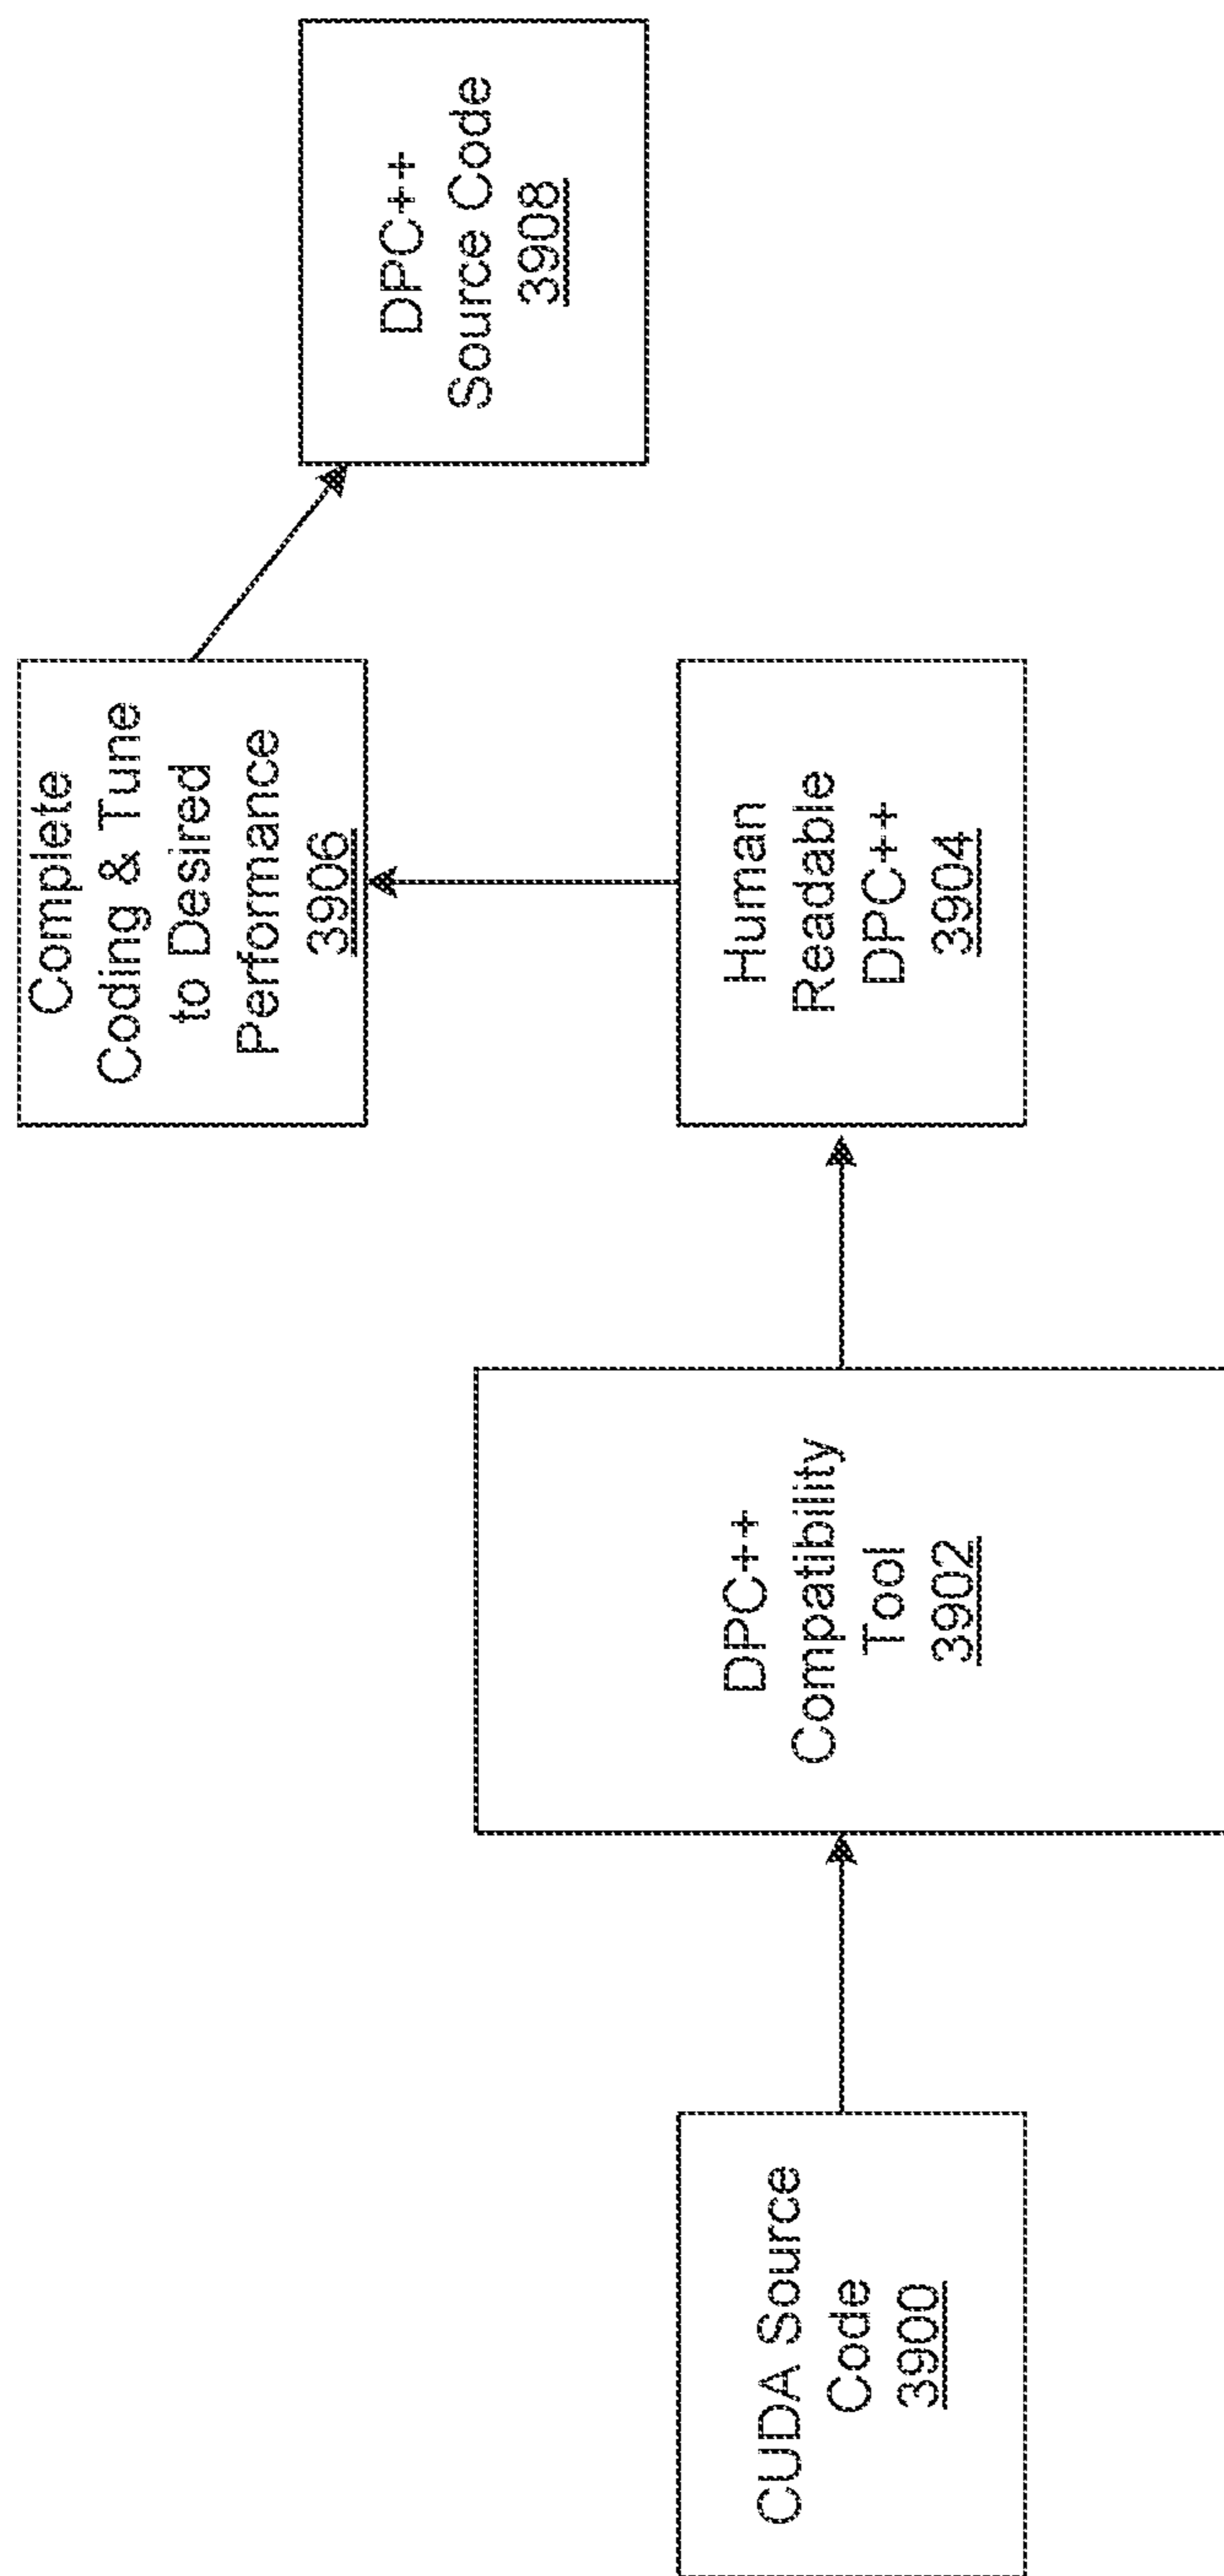 CUDA Source
Code
3900
DPC++
Compatibility
Tool
3902
Human
Readable
DPC++
3904
Complete
Coding & Tune
to Desired
Performance
3906
DPC++
Source Code
3908